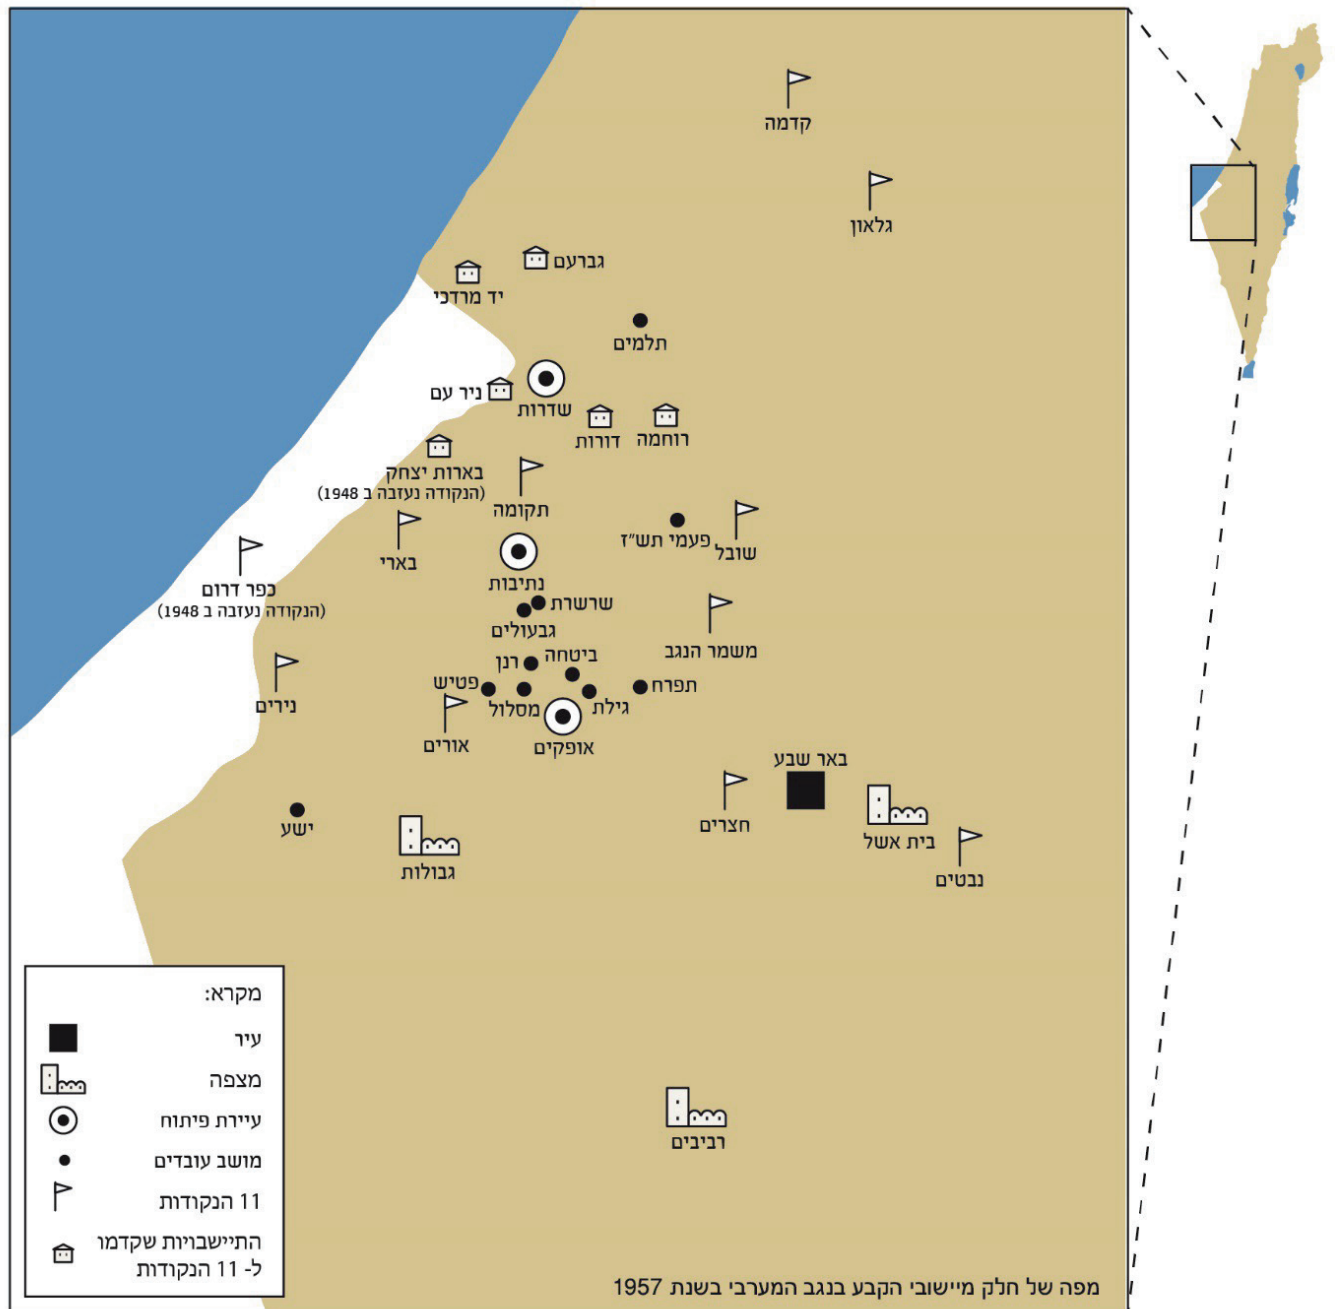 קדמה
גלאון
גברעם
יד מרדכי
תלמים
ניר עם
שדרות
דורות
רוחמה
בארות יצחק
(הנקודה נעזבה ב 1948)
תקומה
פעמי תש"ז
שובל
בארי
נתיבות
כפר דרום
(הנקודה נעזבה ב 1948)
שרשרת
גבעולים
משמר הנגב
רנן
ביטחה
פטיש
תפרח
נירים
מסלול
גילת
אורים
אופקים
באר שבע
חצרים
ישע
בית אשל
גבולות
נבטים
רביבים
מקרא:
עיר
מצפה
עיירת פיתוח
מושב עובדים
11 הנקודות
התיישבויות שקדמו
ל- 11 הנקודות
מפה של חלק מיישובי הקבע בנגב המערבי בשנת 1957